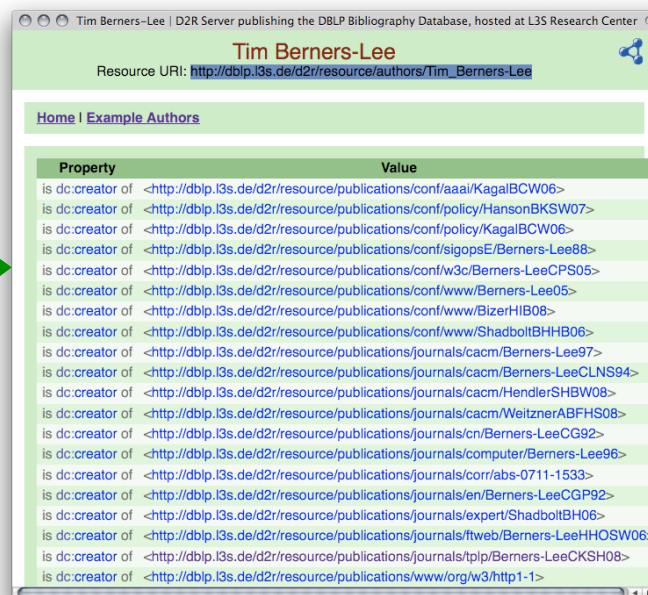 Tim Berners-Lee | D2R Server publishing the DBLP Bibliography Database, hosted at L3S Research Center
Tim Berners-Lee
Resource URI: http://dblp.l3s.de/d2r/resource/authors/Tim_Berners-Lee
Home | Example Authors
Property Value
is dc:creator of <http://dblp.l3s.de/d2r/resource/publications/conf/aaai/KagalBCW06>
is dc:creator of <http://dblp.l3s.de/d2r/resource/publications/conf/policy/HansonBKSW07>
is dc:creator of <http://dblp.l3s.de/d2r/resource/publications/conf/policy/KagalBCW06>
is dc:creator of <http://dblp.l3s.de/d2r/resource/publications/conf/sigopsE/Berners-Lee88>
is dc:creator of <http://dblp.l3s.de/d2r/resource/publications/conf/w3c/Berners-LeeCPS05>
is dc:creator of <http://dblp.l3s.de/d2r/resource/publications/conf/www/Berners-Lee05>
is dc:creator of <http://dblp.l3s.de/d2r/resource/publications/conf/www/BizerHIB08>
is dc:creator of <http://dblp.l3s.de/d2r/resource/publications/conf/www/ShadboltBHHB06>
is dc:creator of <http://dblp.l3s.de/d2r/resource/publications/journals/cacm/Berners-Lee97>
is dc:creator of <http://dblp.l3s.de/d2r/resource/publications/journals/cacm/Berners-LeeCLNS94>
is dc:creator of <http://dblp.l3s.de/d2r/resource/publications/journals/cacm/HendlerSHBW08>
is dc:creator of <http://dblp.l3s.de/d2r/resource/publications/journals/cacm/WeitznerABFHS08>
is dc:creator of <http://dblp.l3s.de/d2r/resource/publications/journals/cn/Berners-LeeCG92>
is dc:creator of <http://dblp.l3s.de/d2r/resource/publications/journals/computer/Berners-Lee96>
is dc:creator of <http://dblp.l3s.de/d2r/resource/publications/journals/corr/abs-0711-1533>
is dc:creator of <http://dblp.l3s.de/d2r/resource/publications/journals/en/Berners-LeeCGP92>
is dc:creator of <http://dblp.l3s.de/d2r/resource/publications/journals/expert/ShadboltBH06>
is dc:creator of <http://dblp.l3s.de/d2r/resource/publications/journals/ftweb/Berners-LeeHHOSW06>
is dc:creator of <http://dblp.l3s.de/d2r/resource/publications/journals/tplp/Berners-LeeCKSH08>
is dc:creator of <http://dblp.l3s.de/d2r/resource/publications/www/org/w3/http1-1>